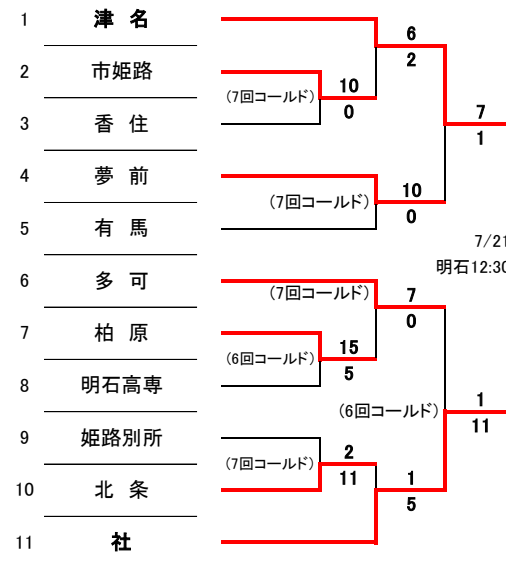 1 津 名
2 市姫路
3 香 住
4 夢 前
5 有 馬
6 多 可
7 柏 原
8 明石高専
9 姫路別所
10 北 条
11 社
6
2
(7回コールド) 10
0
7
1
(7回コールド) 10
0
7/21
明石12:30
(7回コールド) 7
0
(6回コールド) 15
5
(6回コールド) 1
11
(7回コールド) 2
11
1
5